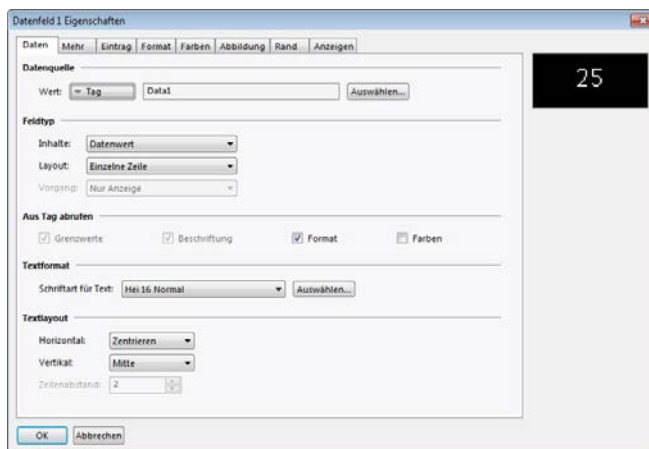 Datenfeld 1 Eigenschaften
Daten Mehr Eintrag Format Farben Abbildung Rand Anzeigen
Datenquelle
Wert: Tag Data1 Auswählen...
25
Feldtyp
Inhalte: Datenwert
Layout: Einzelne Zeile
Vorgang: Nur Anzeige
Aus Tag abrufen
Grenzwerte Beschriftung Format Farben
Textformat
Schriftart für Text: Hei 16 Normal Auswählen...
Textlayout
Horizontal: Zentrieren
Vertikal: Mitte
Zeilenabstand: 2
OK Abbrechen